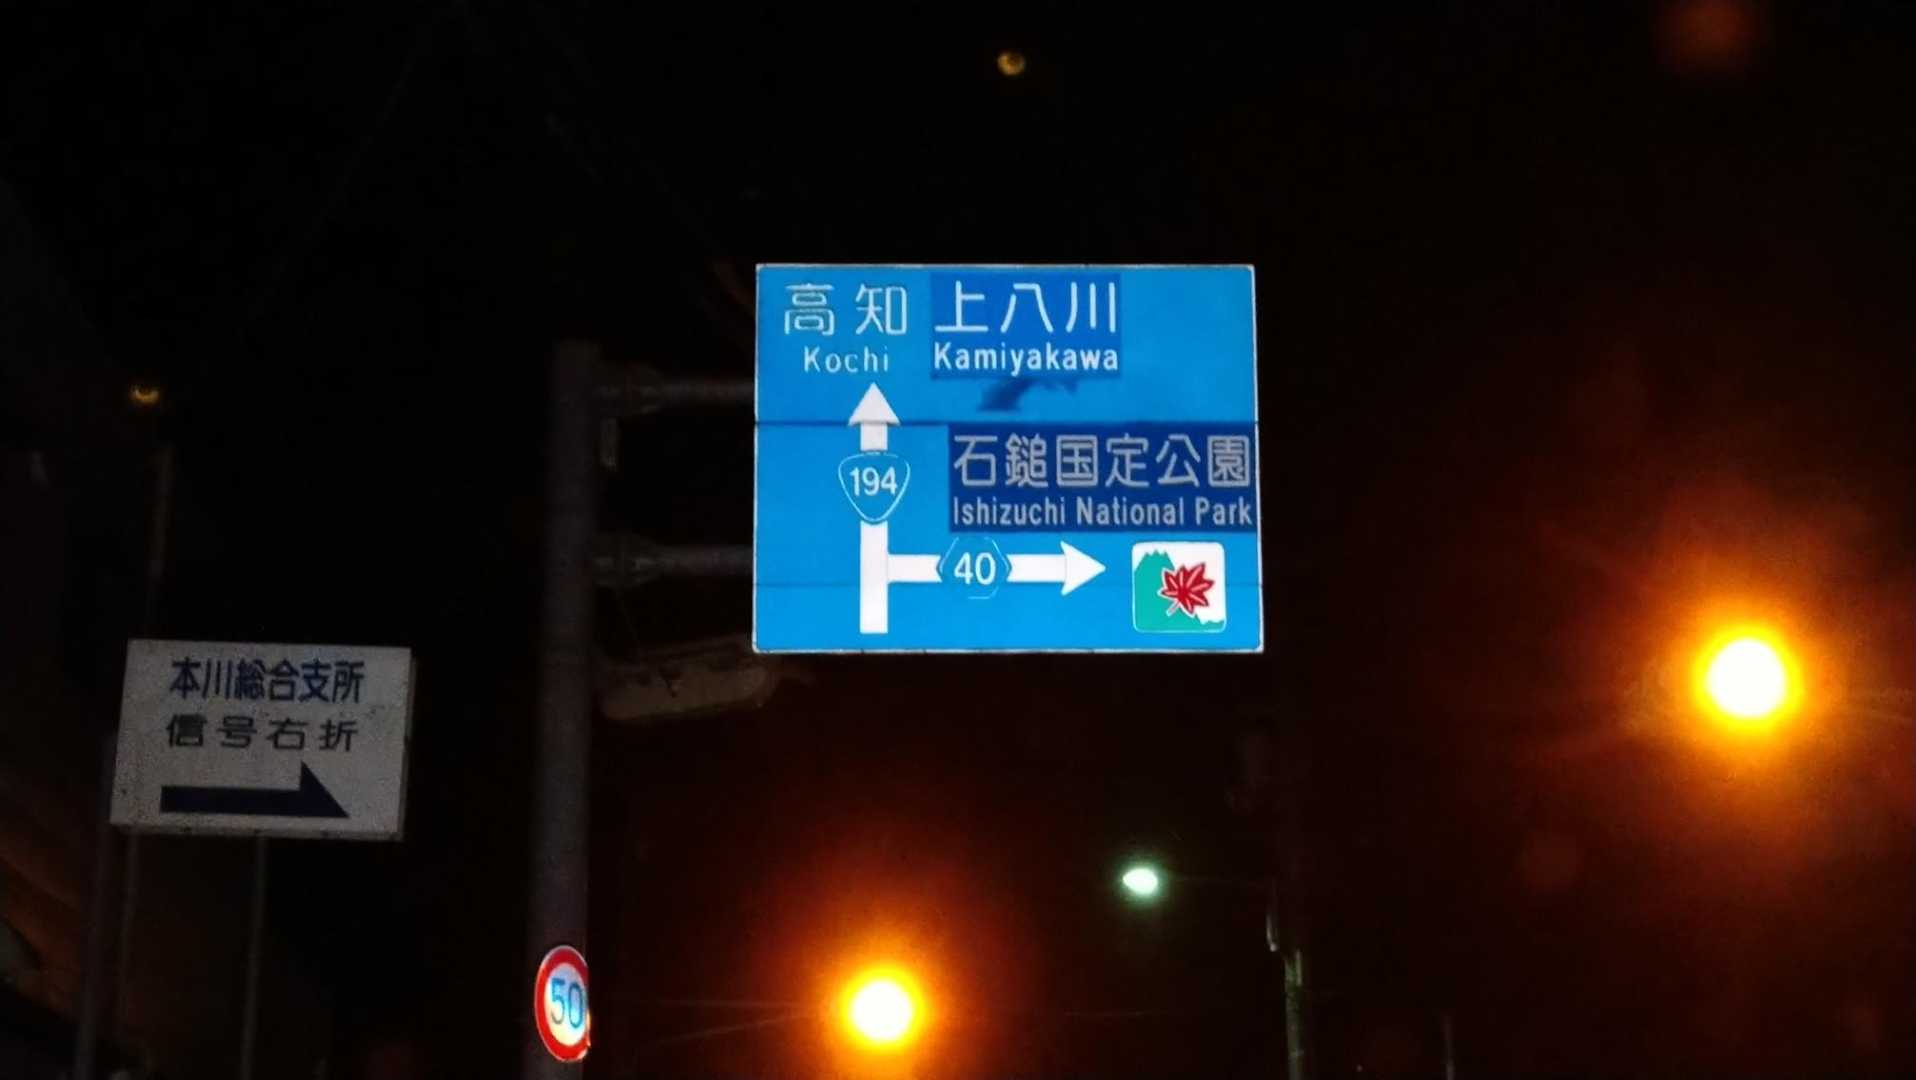 高知 上八川
Kochi Kamiyakawa
石鎚国定公園
Ishizuchi National Park
194
40
本川総合支所
信号右折
50